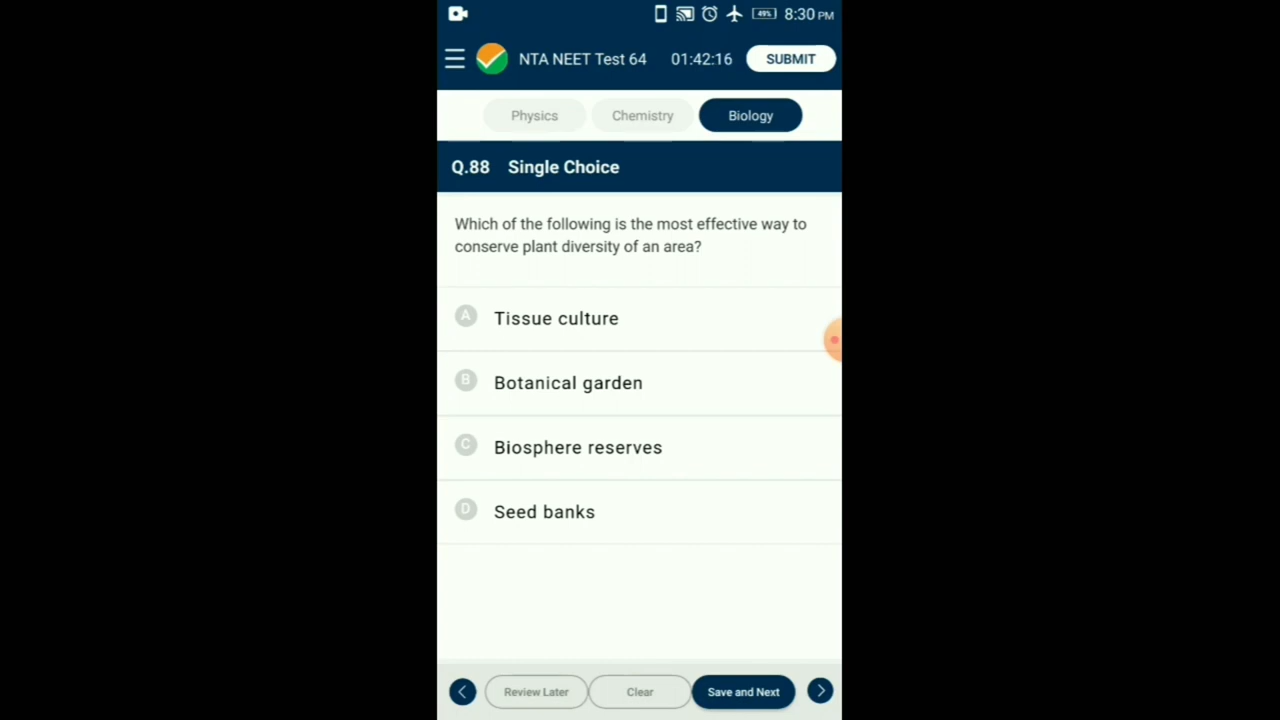 49% 8:30 PM
NTA NEET Test 64 01:42:16 SUBMIT
Physics Chemistry Biology
Q.88 Single Choice
Which of the following is the most effective way to
conserve plant diversity of an area?
A Tissue culture
B Botanical garden
C Biosphere reserves
D Seed banks
Review Later Clear Save and Next